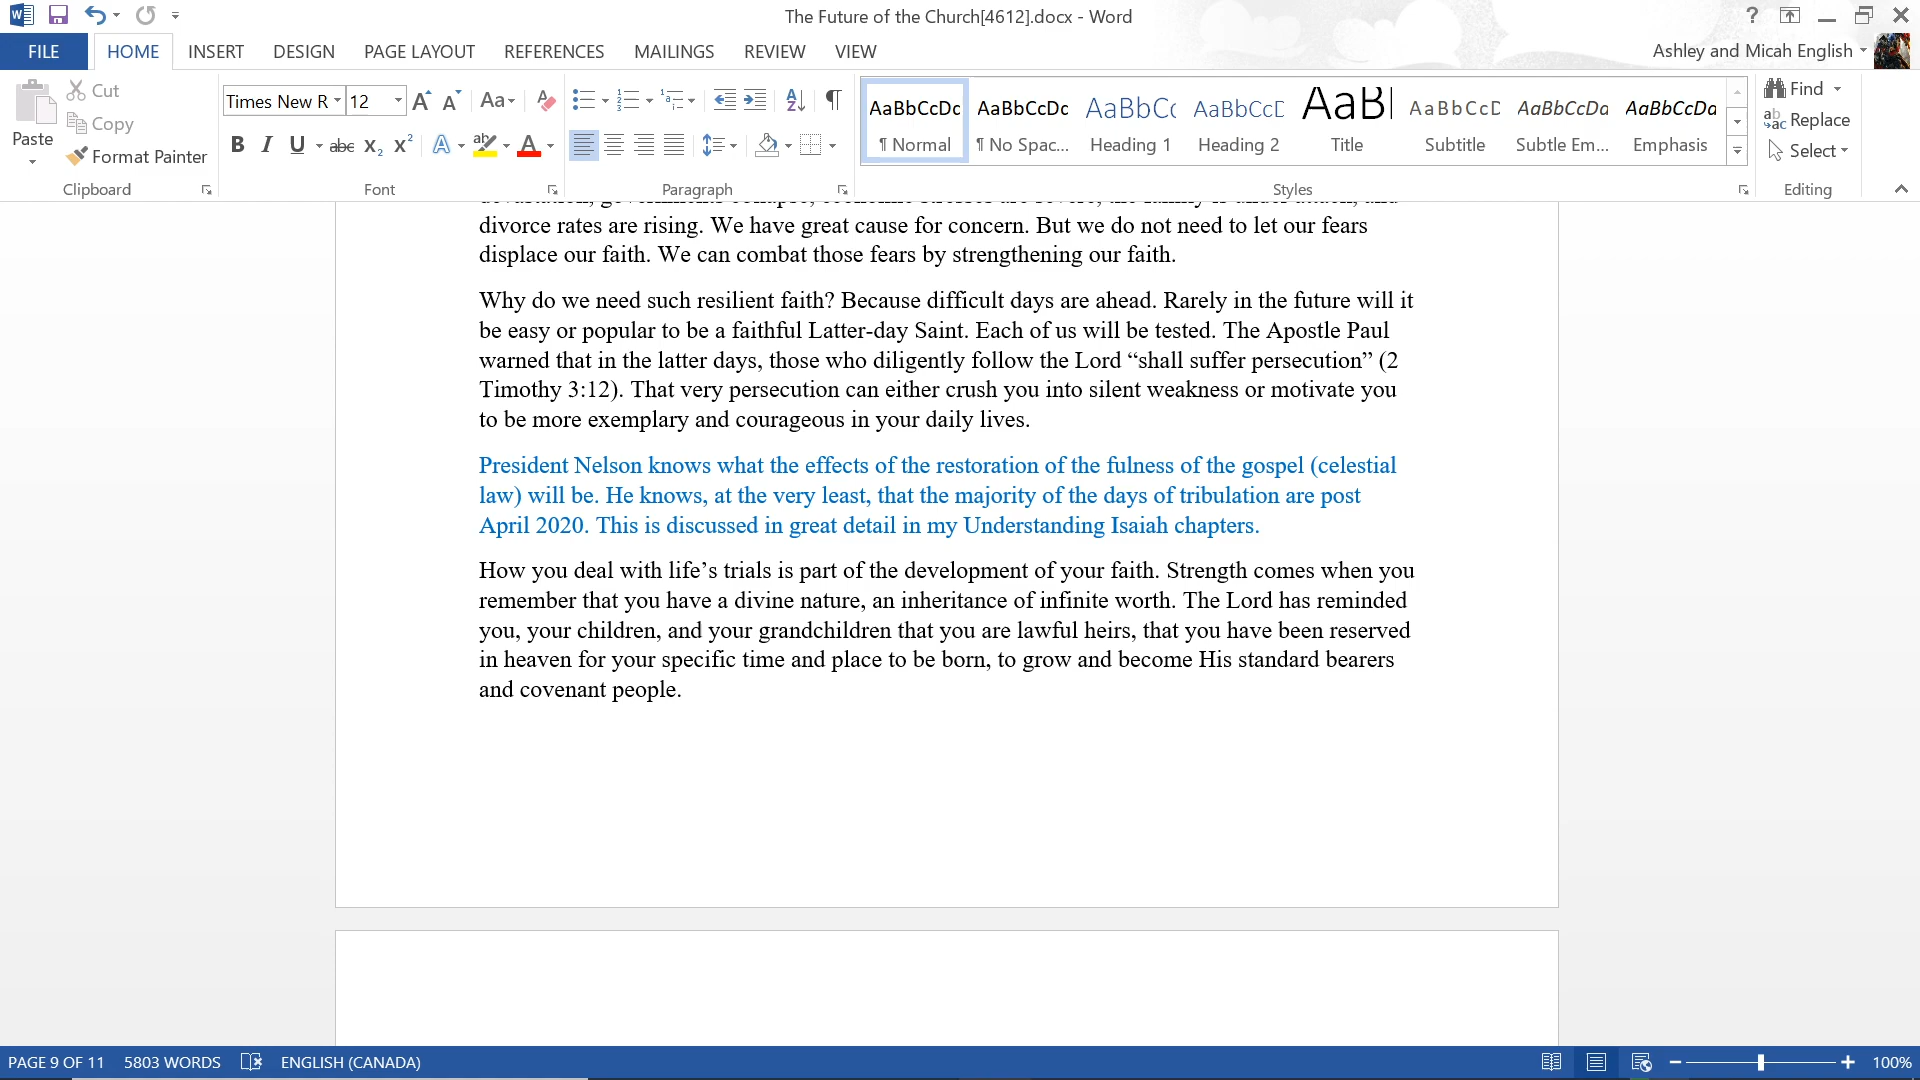 The Future of the Church[4612].docx - Word
?
FILE HOME INSERT DESIGN PAGE LAYOUT REFERENCES MAILINGS REVIEW VIEW
Ashley and Micah English
Paste
Cut
Copy
Format Painter
Clipboard
Times New R 12
Aa
B I U abc X₂ X²
Font
Paragraph
AaBbCcDc AaBbCcDc AaBbC( AaBbCcD AaB AaBbCcD AaBbCcDa AaBbCcDa
¶ Normal ¶ No Spac... Heading 1 Heading 2 Title Subtitle Subtle Em... Emphasis
Styles
Find
Replace
Select
Editing
divorce rates are rising. We have great cause for concern. But we do not need to let our fears
displace our faith. We can combat those fears by strengthening our faith.
Why do we need such resilient faith? Because difficult days are ahead. Rarely in the future will it
be easy or popular to be a faithful Latter-day Saint. Each of us will be tested. The Apostle Paul
warned that in the latter days, those who diligently follow the Lord “shall suffer persecution” (2
Timothy 3:12). That very persecution can either crush you into silent weakness or motivate you
to be more exemplary and courageous in your daily lives.
President Nelson knows what the effects of the restoration of the fulness of the gospel (celestial
law) will be. He knows, at the very least, that the majority of the days of tribulation are post
April 2020. This is discussed in great detail in my Understanding Isaiah chapters.
How you deal with life’s trials is part of the development of your faith. Strength comes when you
remember that you have a divine nature, an inheritance of infinite worth. The Lord has reminded
you, your children, and your grandchildren that you are lawful heirs, that you have been reserved
in heaven for your specific time and place to be born, to grow and become His standard bearers
and covenant people.
PAGE 9 OF 11 5803 WORDS ENGLISH (CANADA)
100%